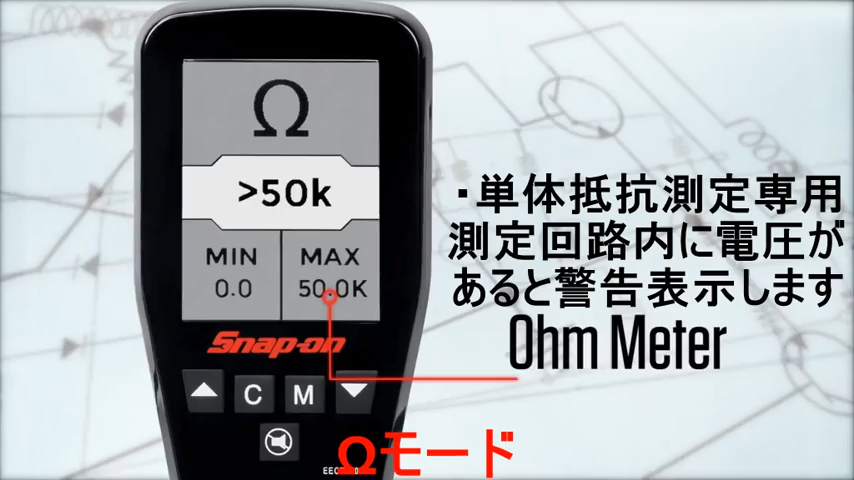 Ω
>50k
MIN
MAX
0.0
50.0K
Snap-on
C
M
・単体抵抗測定専用
測定回路内に電圧が
あると警告表示します
Ohm Meter
Ωモード